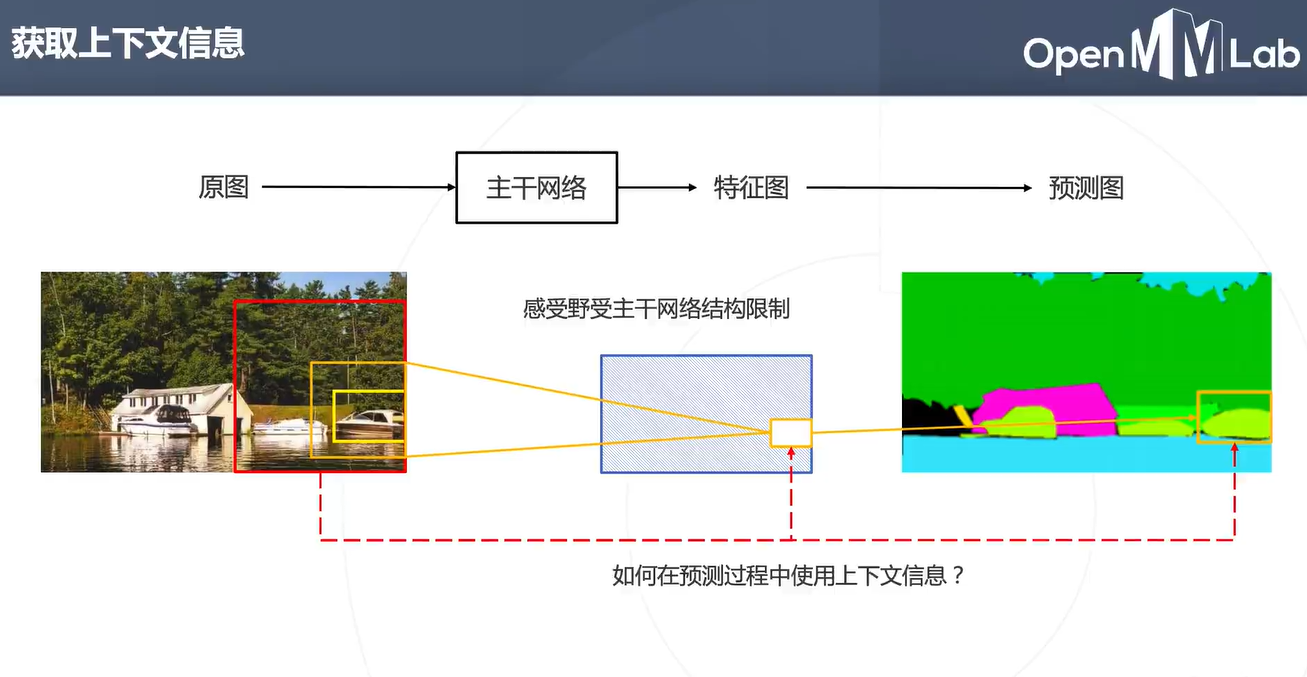 获取上下文信息
OpenMMLab
原图
主干网络
特征图
预测图
感受野受主干网络结构限制
如何在预测过程中使用上下文信息？